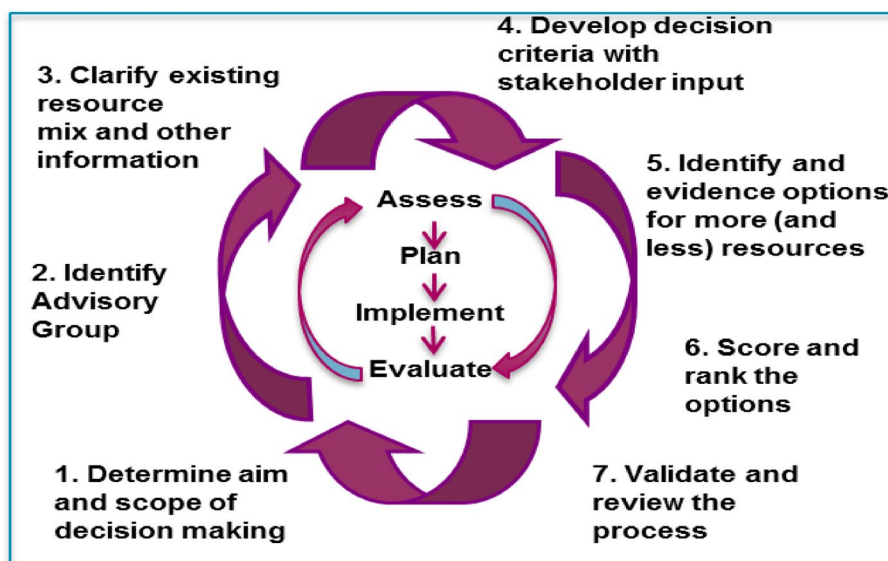 1. Determine aim
and scope of
decision making
2. Identify
Advisory
Group
3. Clarify existing
resource
mix and other
information
4. Develop decision
criteria with
stakeholder input
5. Identify and
evidence options
for more (and
less) resources
6. Score and
rank the
options
7. Validate and
review the
process
Assess
Plan
Implement
Evaluate